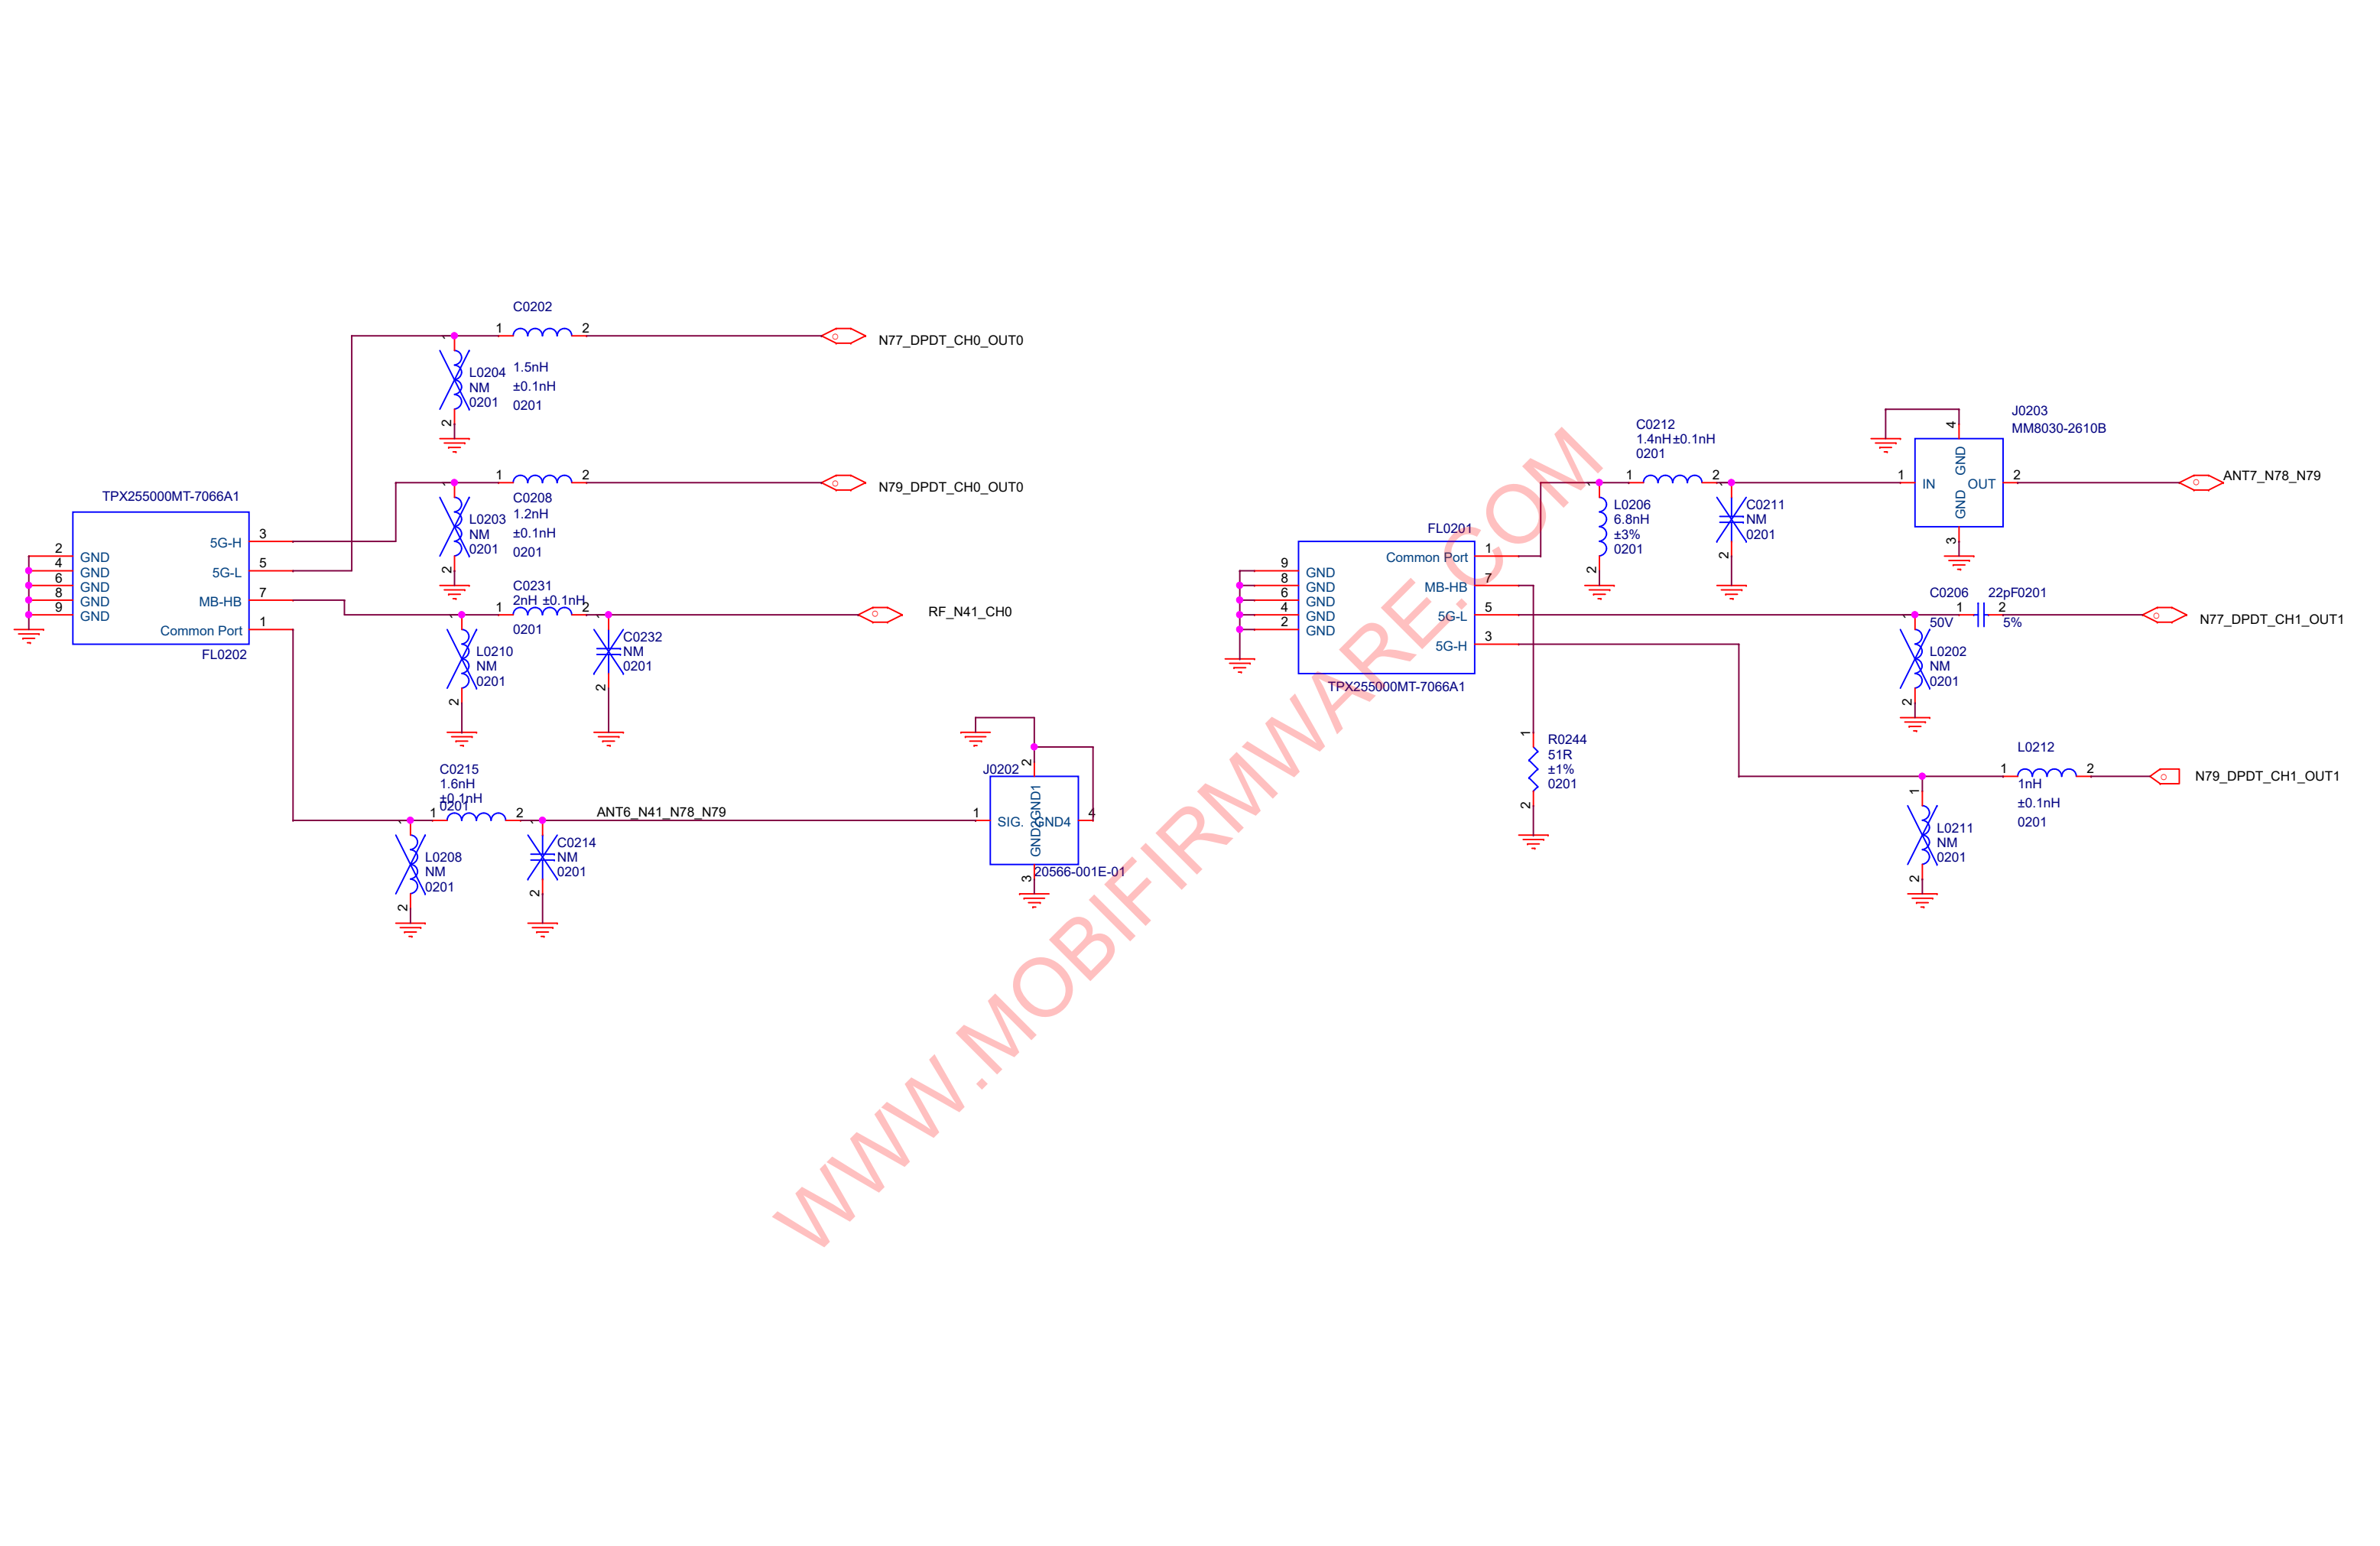 C0202
1 2
N77_DPDT_CH0_OUT0
L0204
NM
0201
1.5nH
±0.1nH
0201
2
1 2
N79_DPDT_CH0_OUT0
C0208
1.2nH
±0.1nH
0201
L0203
NM
0201
2
TPX255000MT-7066A1
2 GND
4 GND
6 GND
8 GND
9 GND
5G-H 3
5G-L 5
MB-HB 7
Common Port 1
FL0202
C0231
2nH ±0.1nH
1 2
0201
RF_N41_CH0
L0210
NM
0201
2
C0232
NM
0201
2
C0215
1.6nH
±0.1nH
0201
1 2
ANT6_N41_N78_N79
L0208
NM
0201
2
C0214
NM
0201
2
J0202
2
1 SIG.
GND1
GND2
GND4 4
3
20566-001E-01
FL0201
9 GND
8 GND
6 GND
4 GND
2 GND
Common Port 1
MB-HB 7
5G-L 5
5G-H 3
TPX255000MT-7066A1
C0212
1.4nH±0.1nH
0201
1 2
L0206
6.8nH
±3%
0201
2
C0211
NM
0201
2
J0203
MM8030-2610B
4
GND
1 IN
OUT 2
GND
3
ANT7_N78_N79
C0206 22pF0201
1 2
50V 5%
N77_DPDT_CH1_OUT1
L0202
NM
0201
2
1
R0244
51R
±1%
0201
2
L0212
1 2
1nH
±0.1nH
0201
N79_DPDT_CH1_OUT1
1
L0211
NM
0201
2
WWW.MOBIFIRMWARE.COM